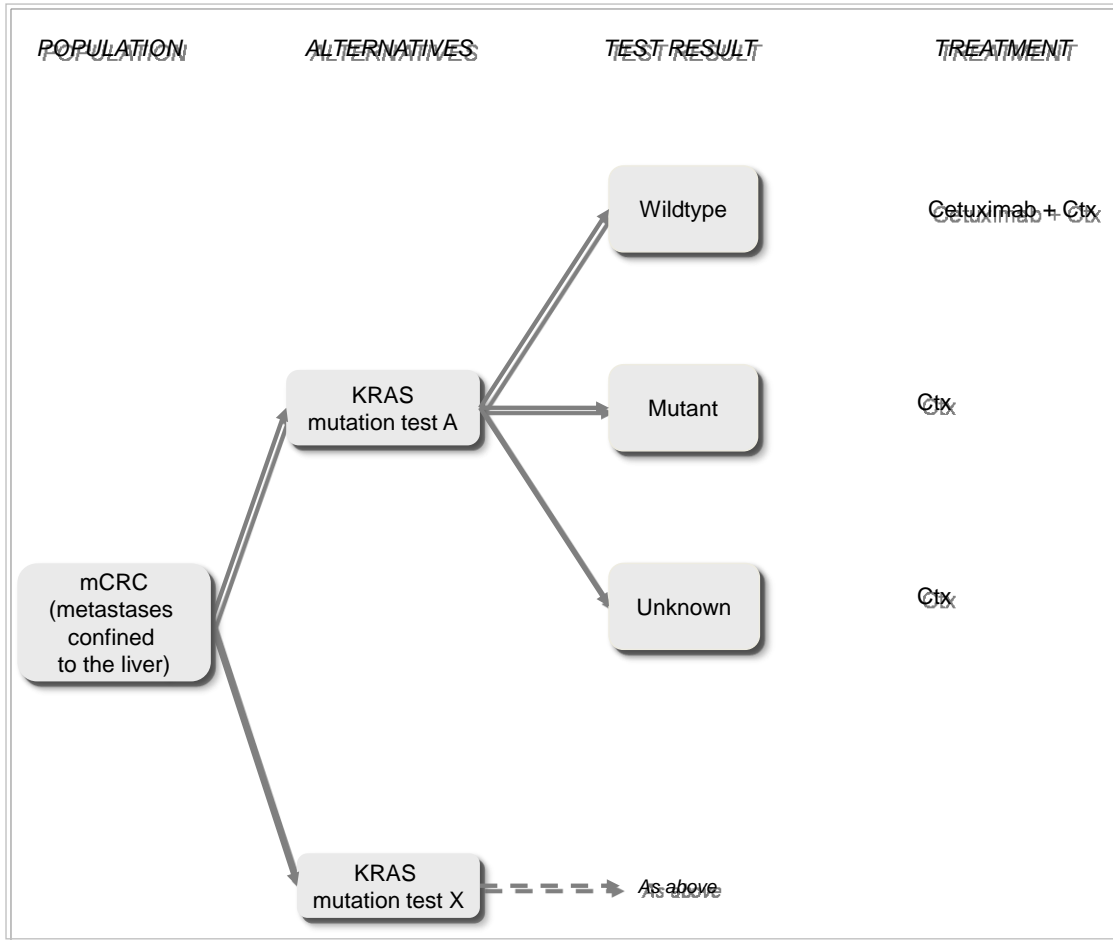 POPULATION
ALTERNATIVES
TEST RESULT
TREATMENT
Wildtype
Cetuximab + Ctx
KRAS
mutation test A
Mutant
Ctx
mCRC
(metastases
confined
to the liver)
Unknown
Ctx
KRAS
mutation test X
As above